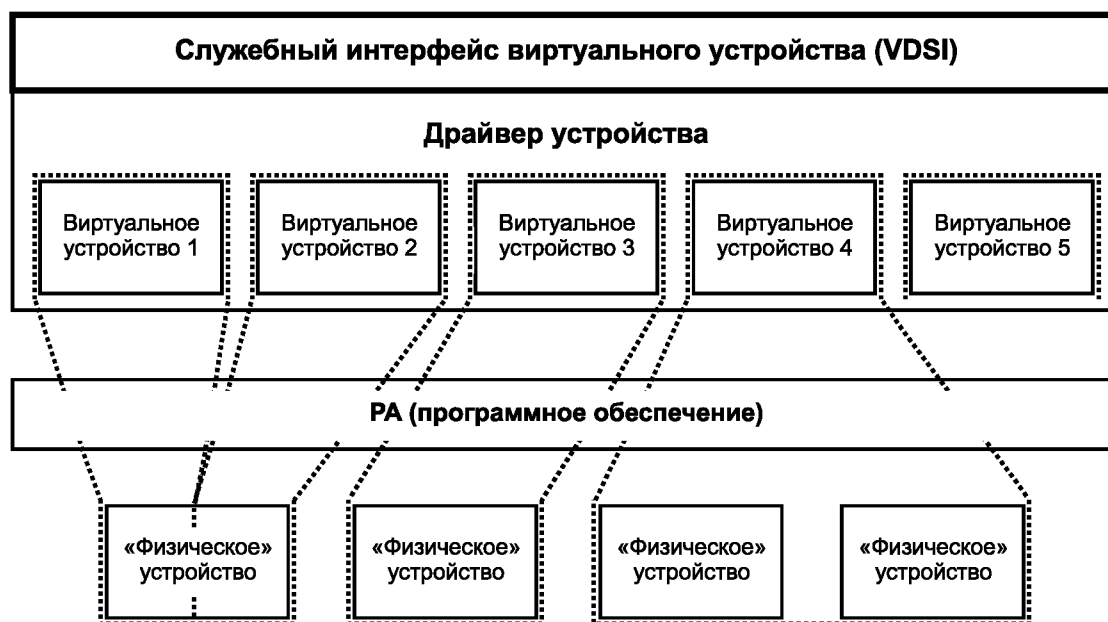 Служебный интерфейс виртуального устройства (VDSI)
Драйвер устройства
Виртуальное
устройство 1
Виртуальное
устройство 2
Виртуальное
устройство 3
Виртуальное
устройство 4
Виртуальное
устройство 5
РА (программное обеспечение)
«Физическое»
устройство
«Физическое»
устройство
«Физическое»
устройство
«Физическое»
устройство